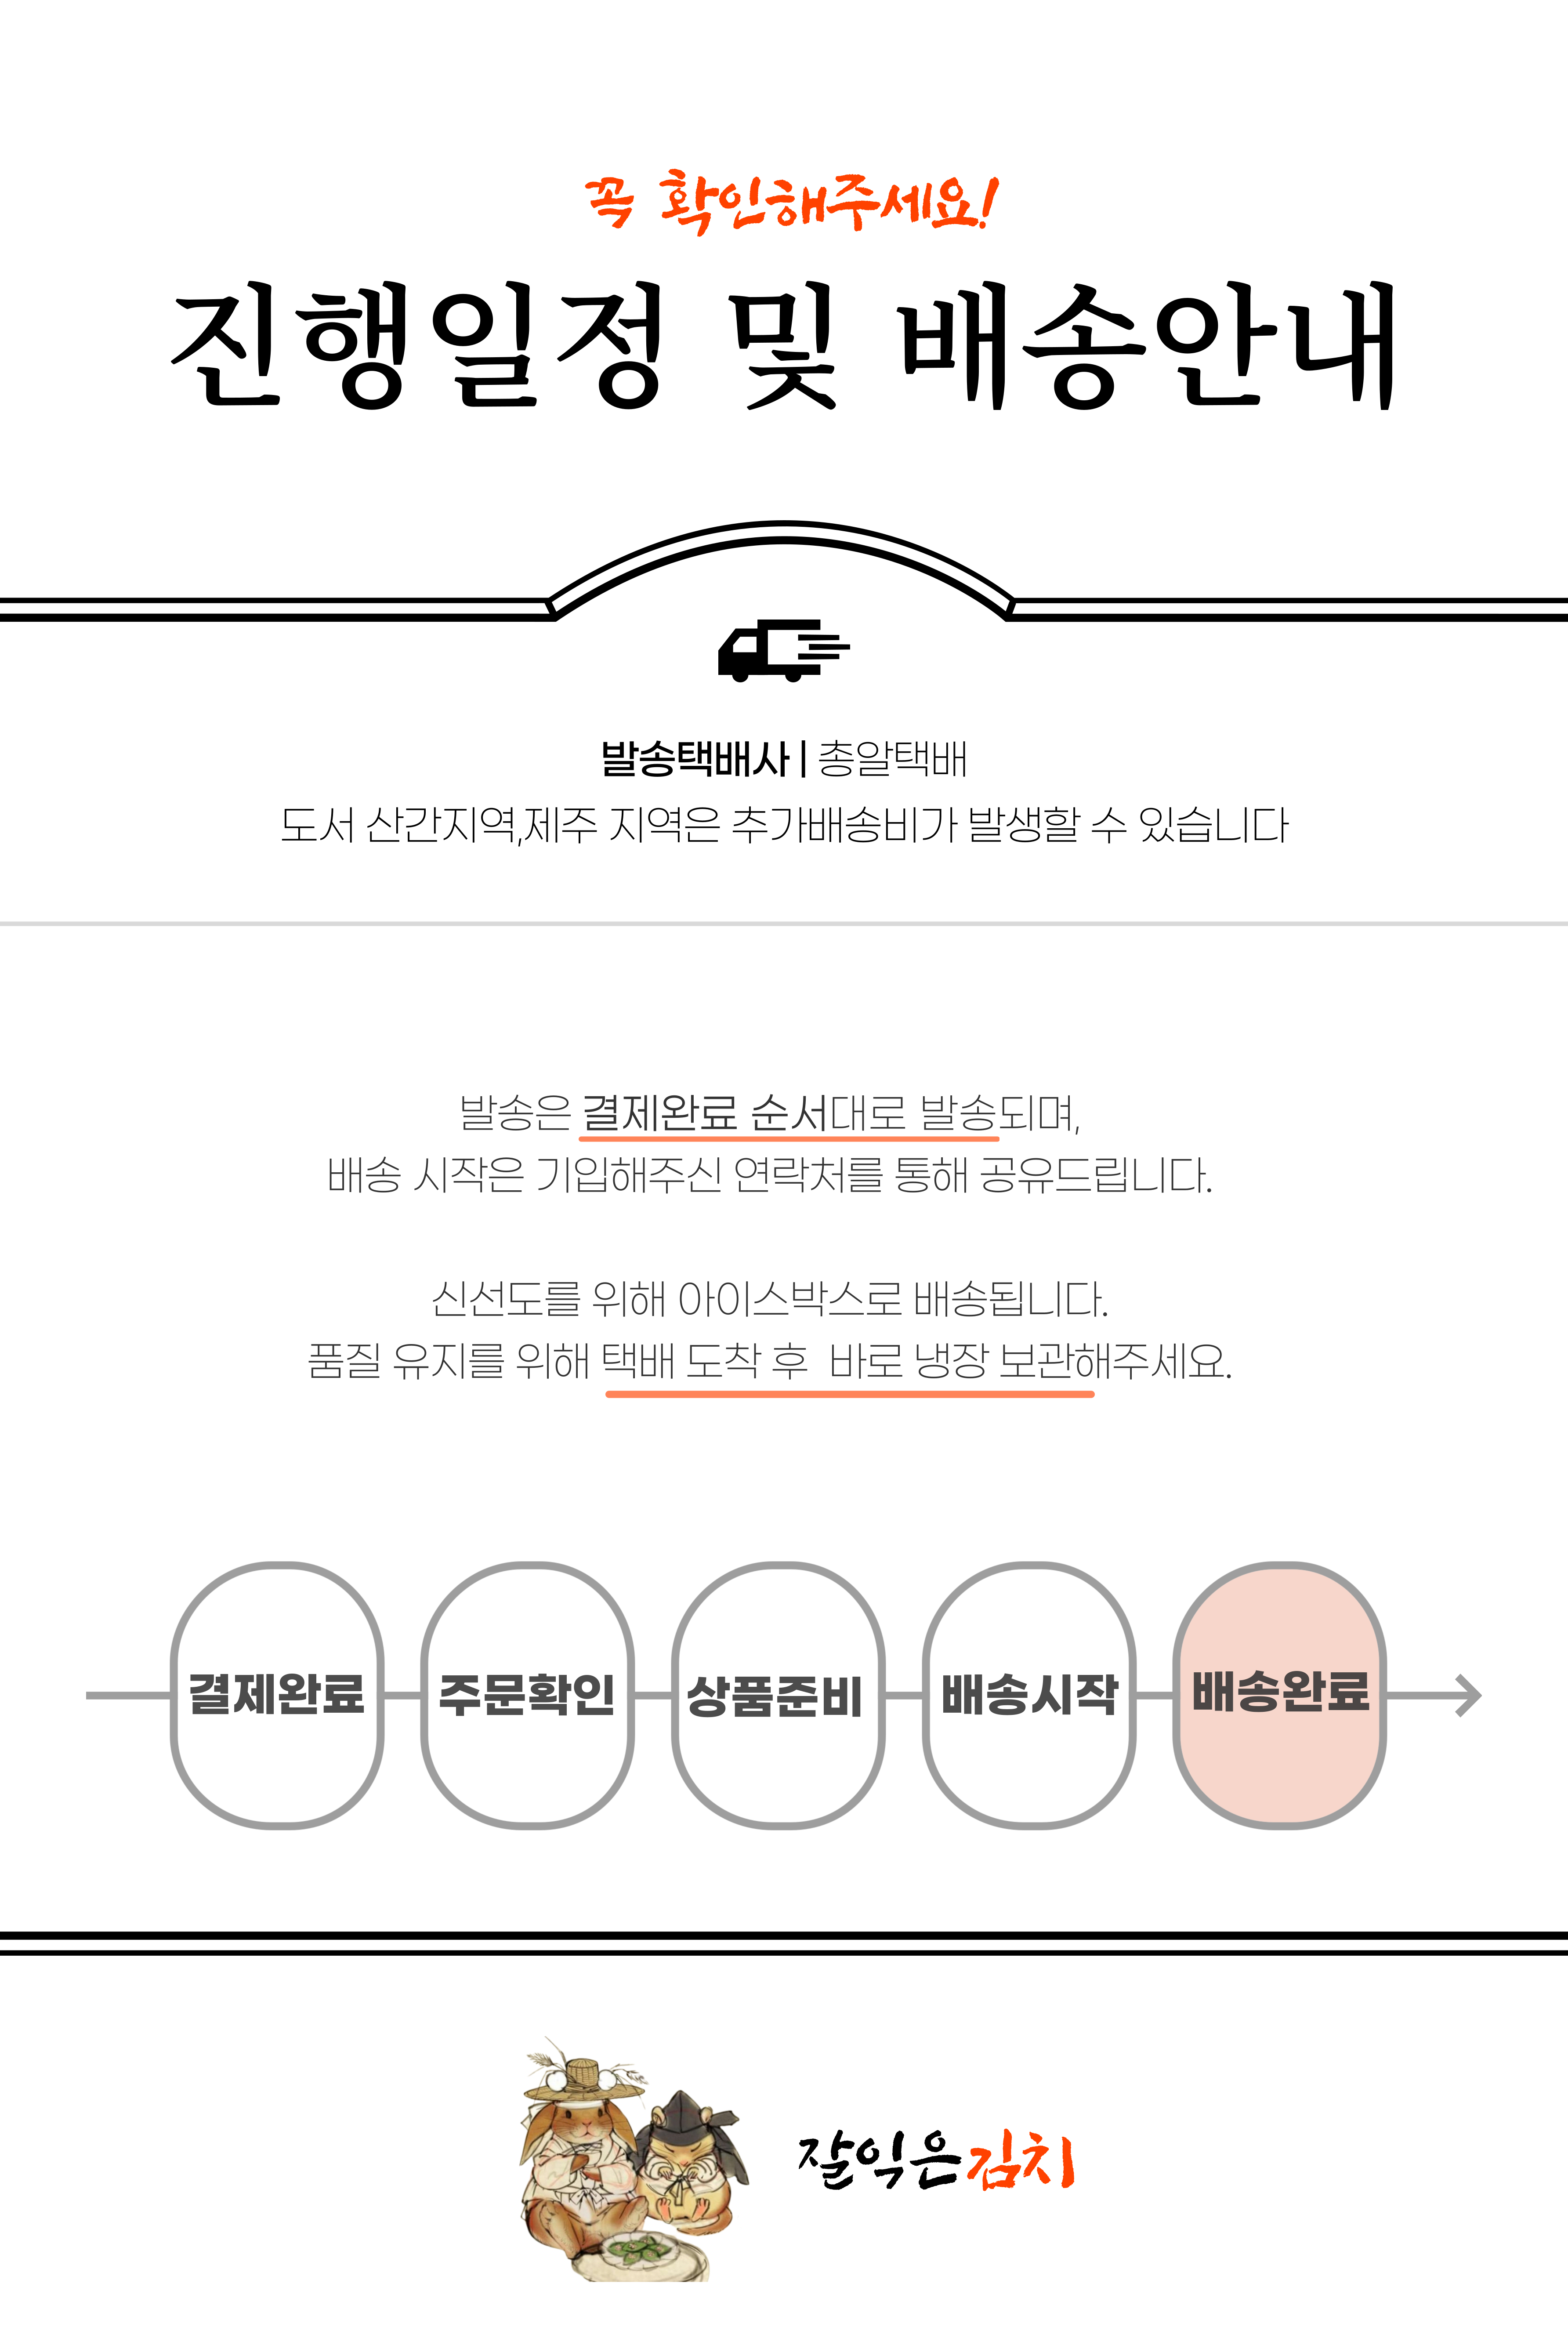 꼭 확인해주세요!
진행일정 및 배송안내
발송택배사 | 총알택배
도서 산간지역,제주 지역은 추가배송비가 발생할 수 있습니다
발송은 결제완료 순서대로 발송되며,
배송 시작은 기입해주신 연락처를 통해 공유드립니다.
신선도를 위해 아이스박스로 배송됩니다.
품질 유지를 위해 택배 도착 후 바로 냉장 보관해주세요.
결제완료
주문확인
상품준비
배송시작
배송완료
잘익은김치